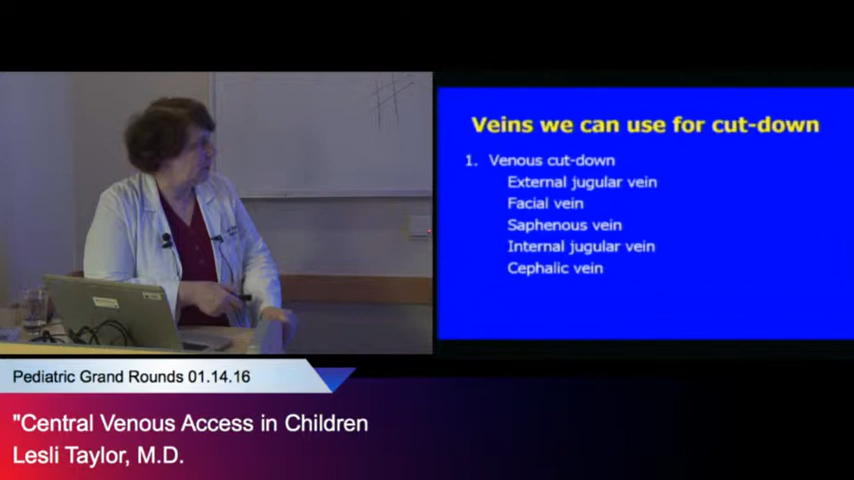 Veins we can use for cut-down
1. Venous cut-down
External jugular vein
Facial vein
Saphenous vein
Internal jugular vein
Cephalic vein
Pediatric Grand Rounds 01.14.16
"Central Venous Access in Children
Lesli Taylor, M.D.